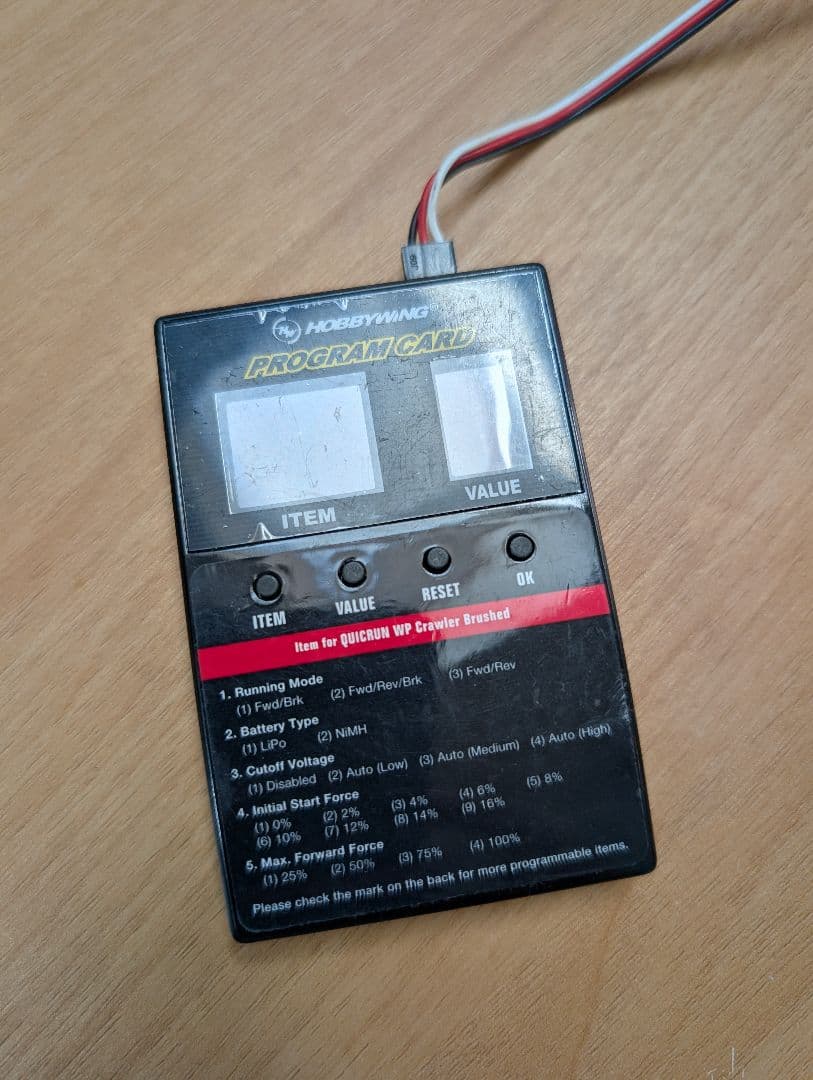 HOBBYWING®
PROGRAM CARD
ITEM VALUE
ITEM VALUE RESET OK
Item for QUICRUN WP Crawler Brushed
1. Running Mode
(1) Fwd/Brk (2) Fwd/Rev/Brk (3) Fwd/Rev
2. Battery Type
(1) LiPo (2) NiMH
3. Cutoff Voltage
(1) Disabled (2) Auto (Low) (3) Auto (Medium) (4) Auto (High)
4. Initial Start Force
(1) 0% (2) 2% (3) 4% (4) 6% (5) 8%
(6) 10% (7) 12% (8) 14% (9) 16%
5. Max. Forward Force
(1) 25% (2) 50% (3) 75% (4) 100%
Please check the mark on the back for more programmable items.